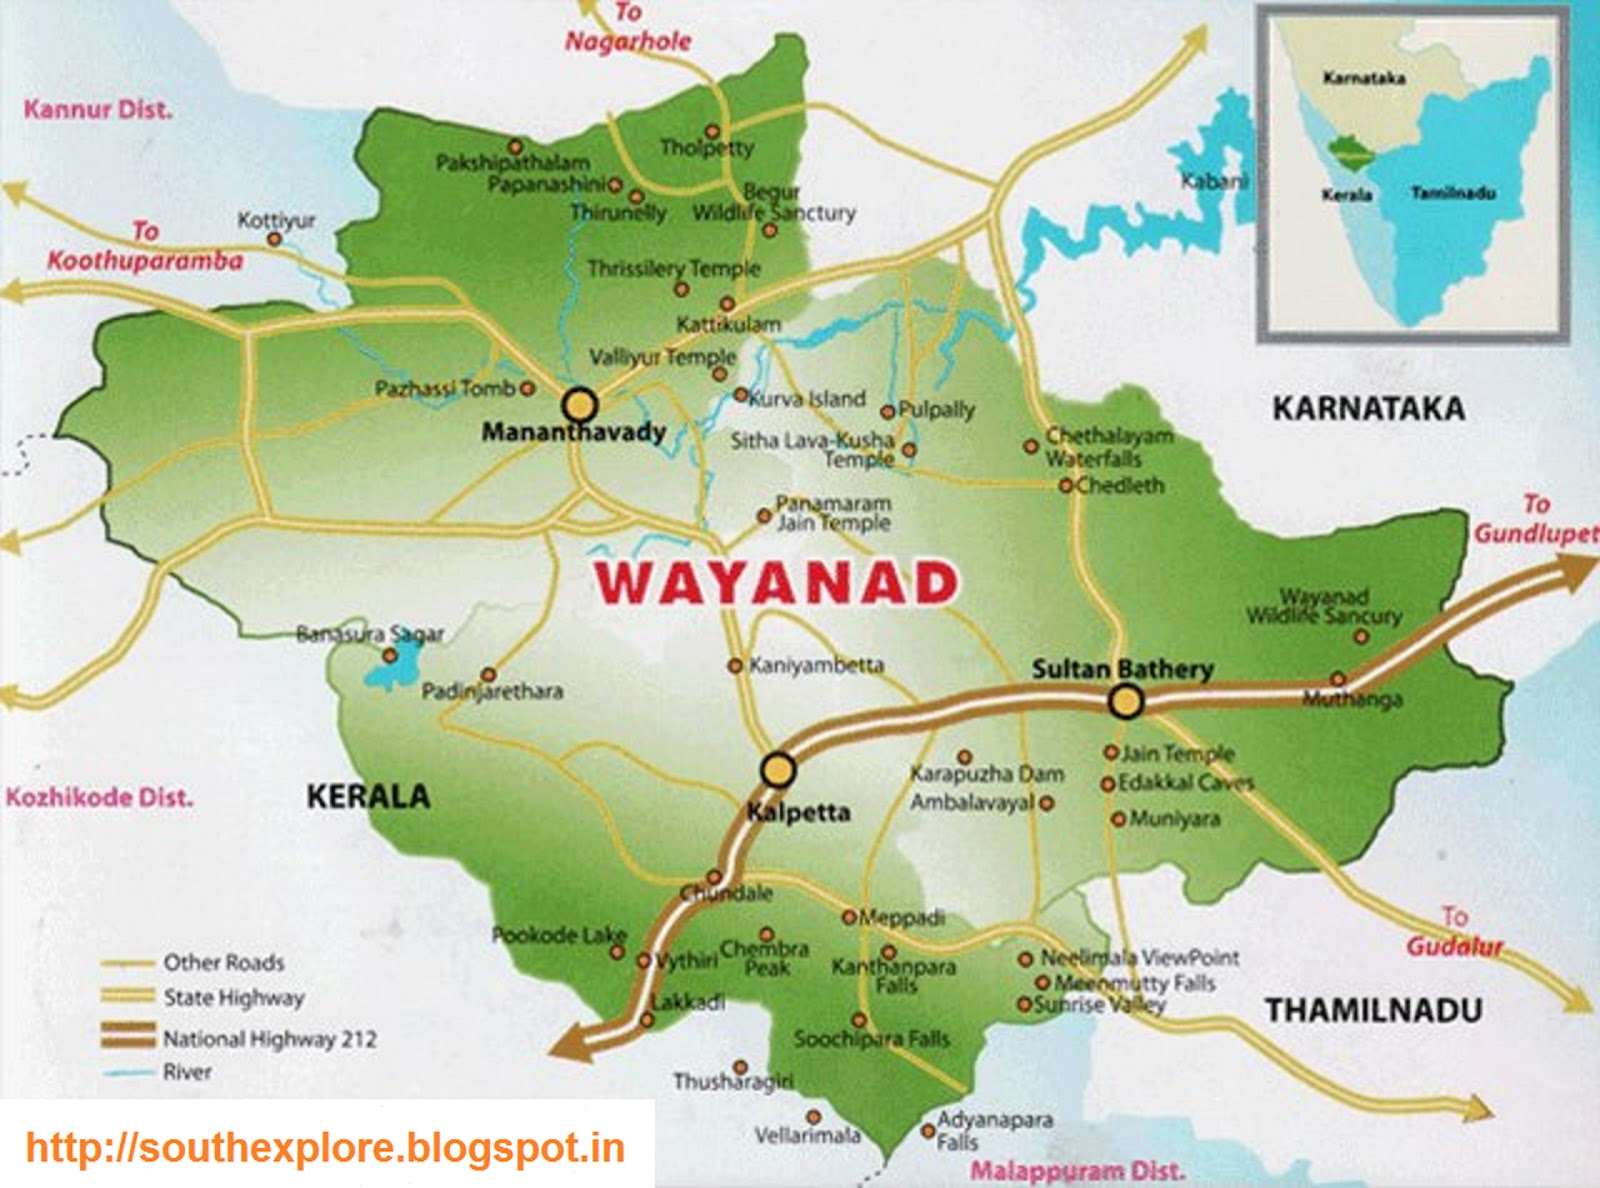 To
Nagarhole
Kannur Dist.
Karnataka
Kerala
Tamilnadu
Kabani
Pakshipathalam
Tholpetty
Papanashini
Thirunelly
Begur
Wildlife Sanctury
Kottiyur
To
Koothuparamba
Thrissilery Temple
Kattikulam
Valliyur Temple
Pazhassi Tomb
Kurva Island
Pulpally
Mananthavady
Sitha Lava-Kusha
Temple
Chethalayam
Waterfalls
Chedleth
KARNATAKA
Panamaram
Jain Temple
To
Gundlupet
WAYANAD
Wayanad
Wildlife Sancury
Banasura Sagar
Padinjarethara
Kaniyambetta
Sultan Bathery
Muthanga
Kozhikode Dist.
KERALA
Kalpetta
Karapuzha Dam
Ambalavayal
Jain Temple
Edakkal Caves
Muniyara
Chundale
Meppadi
To
Gudalur
Pookode Lake
Vythiri
Chembra
Peak
Kanthanpara
Falls
Neelimala ViewPoint
Meenmutty Falls
Sunrise Valley
Lakkadi
Soochipara Falls
THAMILNADU
Other Roads
State Highway
National Highway 212
River
Thusharagiri
Vellarimala
Adyanapara
Falls
Malappuram Dist.
http://southexplore.blogspot.in